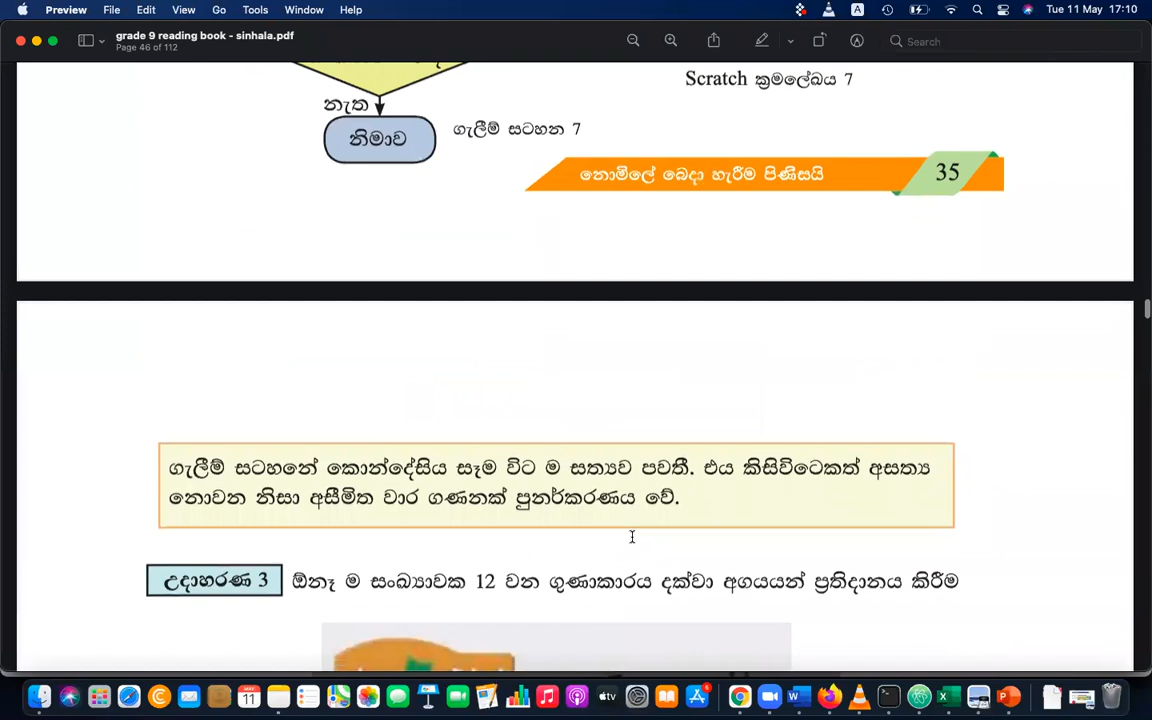 Preview File Edit View Go Tools Window Help Tue 11 May 17:10
grade 9 reading book - sinhala.pdf
Page 46 of 112
Search
Scratch ක්‍රමලේඛය 7
නැත
නිමාව
ගැලීම් සටහන 7
නොමිලේ බෙදා හැරීම පිණිසයි
35
ගැලීම් සටහනේ කොන්දේසිය සෑම විට ම සත්‍යව පවතී. එය කිසිවිටෙකත් අසත්‍ය
නොවන නිසා අසීමිත වාර ගණනක් පුනර්කරණය වේ.
උදාහරණ 3 ඕනෑ ම සංඛ්‍යාවක 12 වන ගුණාකාරය දක්වා අගයයන් ප්‍රතිදානය කිරීම